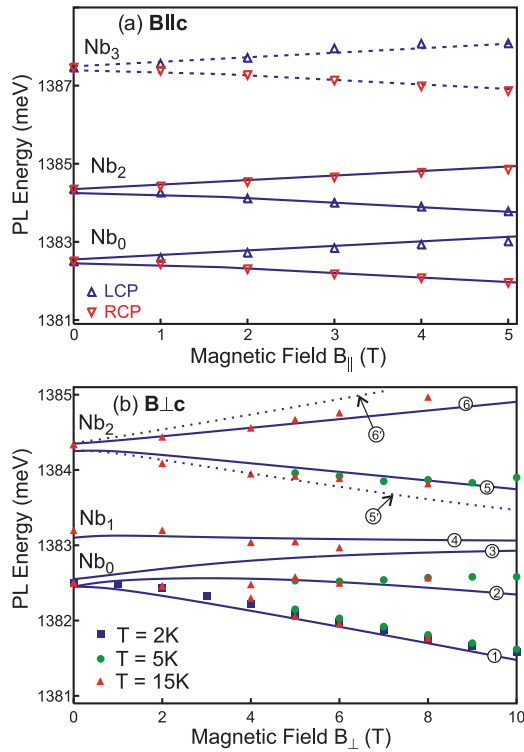 (a) B||c
Nb3
1387
1385
Nb2
Nb0
1383
LCP
RCP
1381
0 1 2 3 4 5
Magnetic Field B|| (T)
PL Energy (meV)
1385
(b) B⊥c
Nb2
6
6'
1384
5
5'
Nb1
4
1383
3
Nb0
2
1382
T = 2K
T = 5K
T = 15K
1
1381
0 2 4 6 8 10
Magnetic Field B⊥ (T)
PL Energy (meV)